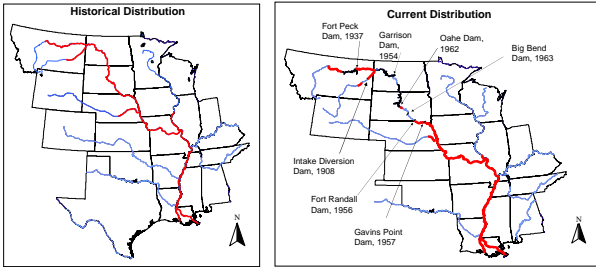 Historical Distribution
N
Current Distribution
Fort Peck
Dam, 1937
Garrison
Dam,
1954
Oahe Dam,
1962
Big Bend
Dam, 1963
Intake Diversion
Dam, 1908
Fort Randall
Dam, 1956
Gavins Point
Dam, 1957
N